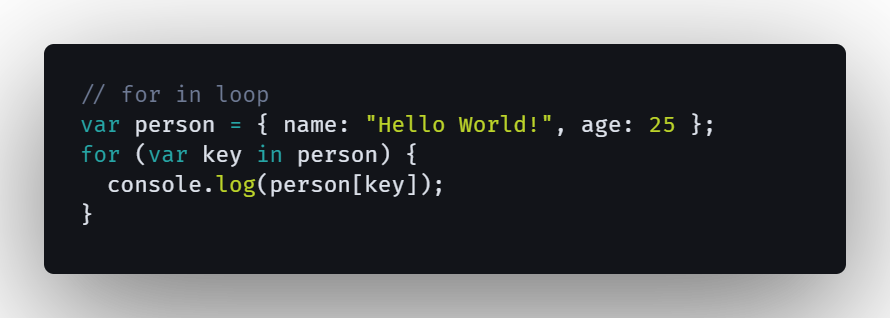 // for in loop
var person = { name: "Hello World!", age: 25 };
for (var key in person) {
  console.log(person[key]);
}